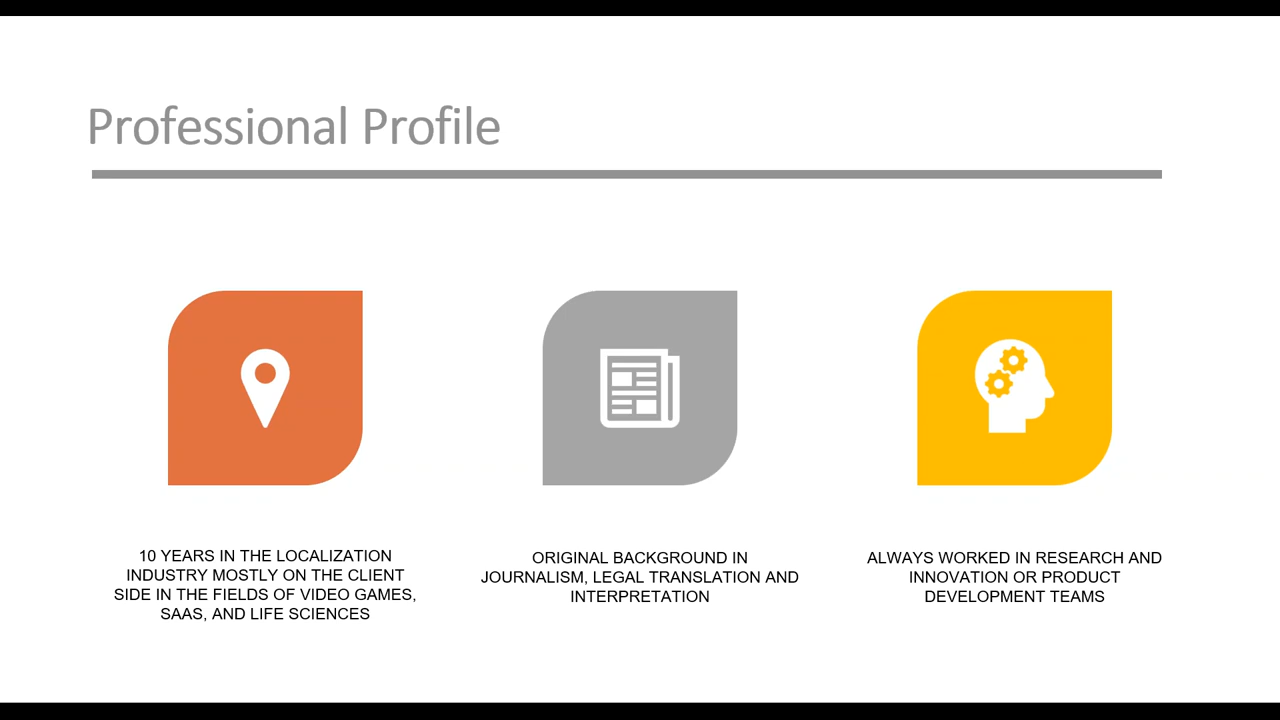 Professional Profile
10 YEARS IN THE LOCALIZATION
INDUSTRY MOSTLY ON THE CLIENT
SIDE IN THE FIELDS OF VIDEO GAMES,
SAAS, AND LIFE SCIENCES
ORIGINAL BACKGROUND IN
JOURNALISM, LEGAL TRANSLATION AND
INTERPRETATION
ALWAYS WORKED IN RESEARCH AND
INNOVATION OR PRODUCT
DEVELOPMENT TEAMS